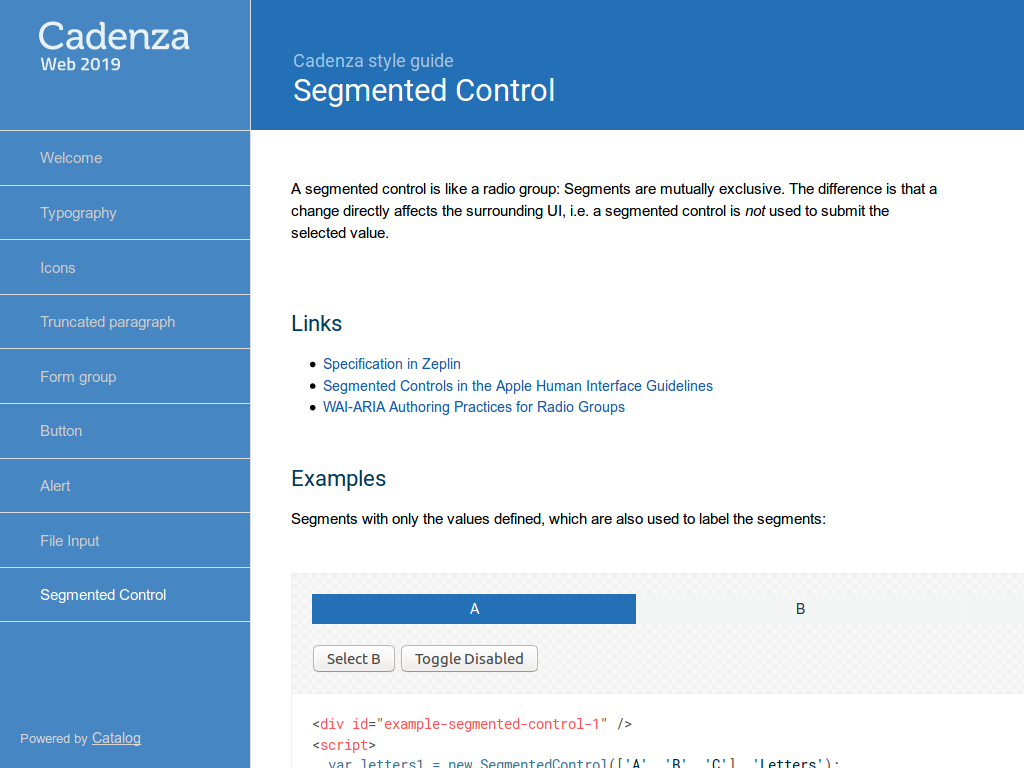 Cadenza
Web 2019
Cadenza style guide
Segmented Control
Welcome
Typography
Icons
Truncated paragraph
Form group
Button
Alert
File Input
Segmented Control
Powered by Catalog
A segmented control is like a radio group: Segments are mutually exclusive. The difference is that a
change directly affects the surrounding UI, i.e. a segmented control is not used to submit the
selected value.
Links
Specification in Zeplin
Segmented Controls in the Apple Human Interface Guidelines
WAI-ARIA Authoring Practices for Radio Groups
Examples
Segments with only the values defined, which are also used to label the segments:
A B
Select B Toggle Disabled
<div id="example-segmented-control-1" />
<script>
var letters1 = new SegmentedControl(['A', 'B', 'C'], 'Letters');